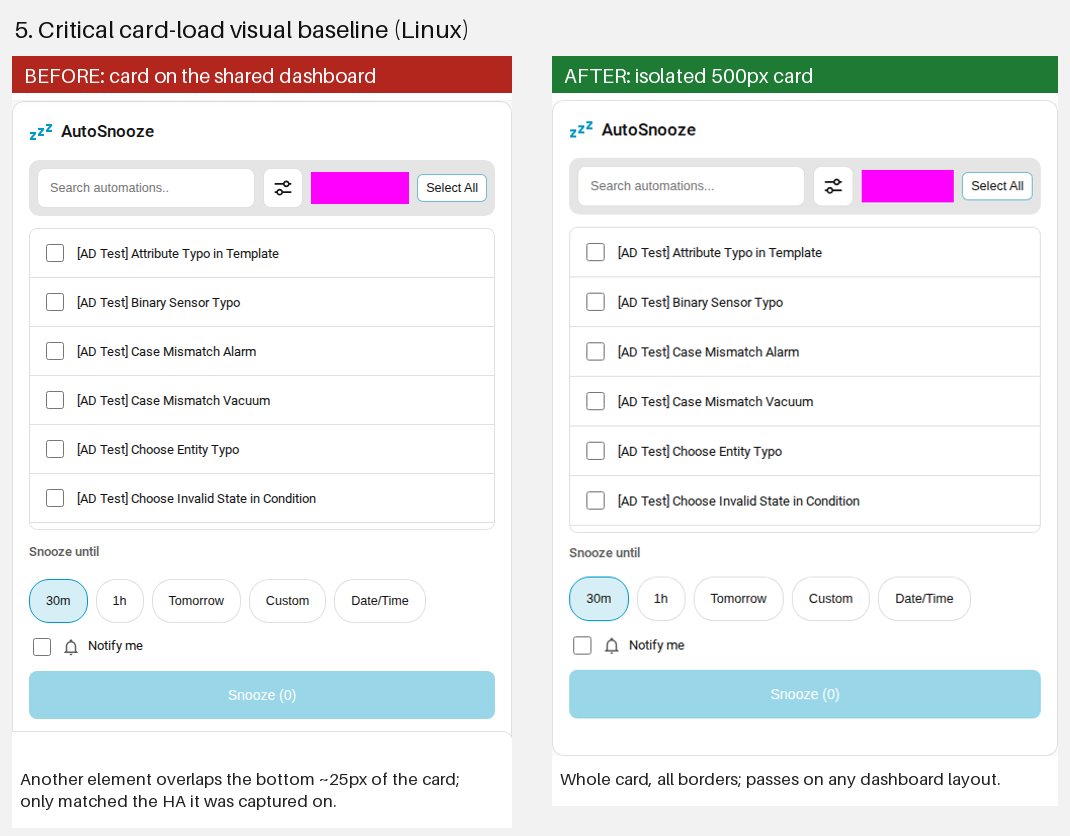 5. Critical card-load visual baseline (Linux)
BEFORE: card on the shared dashboard
zzz AutoSnooze
Search automations..
Select All
[AD Test] Attribute Typo in Template
[AD Test] Binary Sensor Typo
[AD Test] Case Mismatch Alarm
[AD Test] Case Mismatch Vacuum
[AD Test] Choose Entity Typo
[AD Test] Choose Invalid State in Condition
Snooze until
30m 1h Tomorrow Custom Date/Time
Notify me
Snooze (0)
Another element overlaps the bottom ~25px of the card;
only matched the HA it was captured on.
AFTER: isolated 500px card
zzz AutoSnooze
Search automations...
Select All
[AD Test] Attribute Typo in Template
[AD Test] Binary Sensor Typo
[AD Test] Case Mismatch Alarm
[AD Test] Case Mismatch Vacuum
[AD Test] Choose Entity Typo
[AD Test] Choose Invalid State in Condition
Snooze until
30m 1h Tomorrow Custom Date/Time
Notify me
Snooze (0)
Whole card, all borders; passes on any dashboard layout.